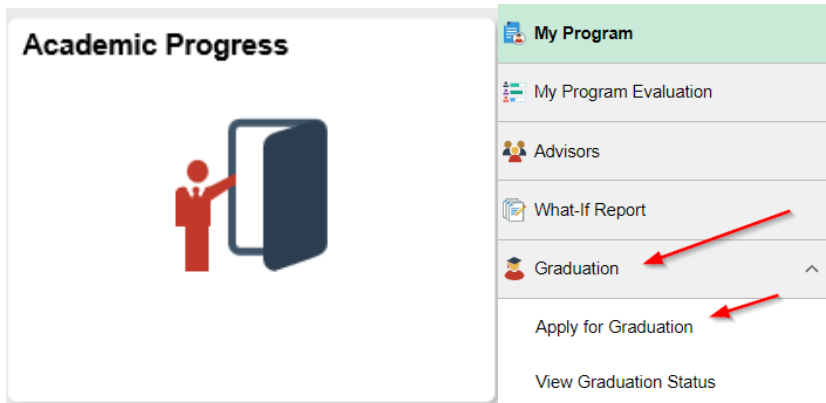 Academic Progress
My Program
My Program Evaluation
Advisors
What-If Report
Graduation
Apply for Graduation
View Graduation Status